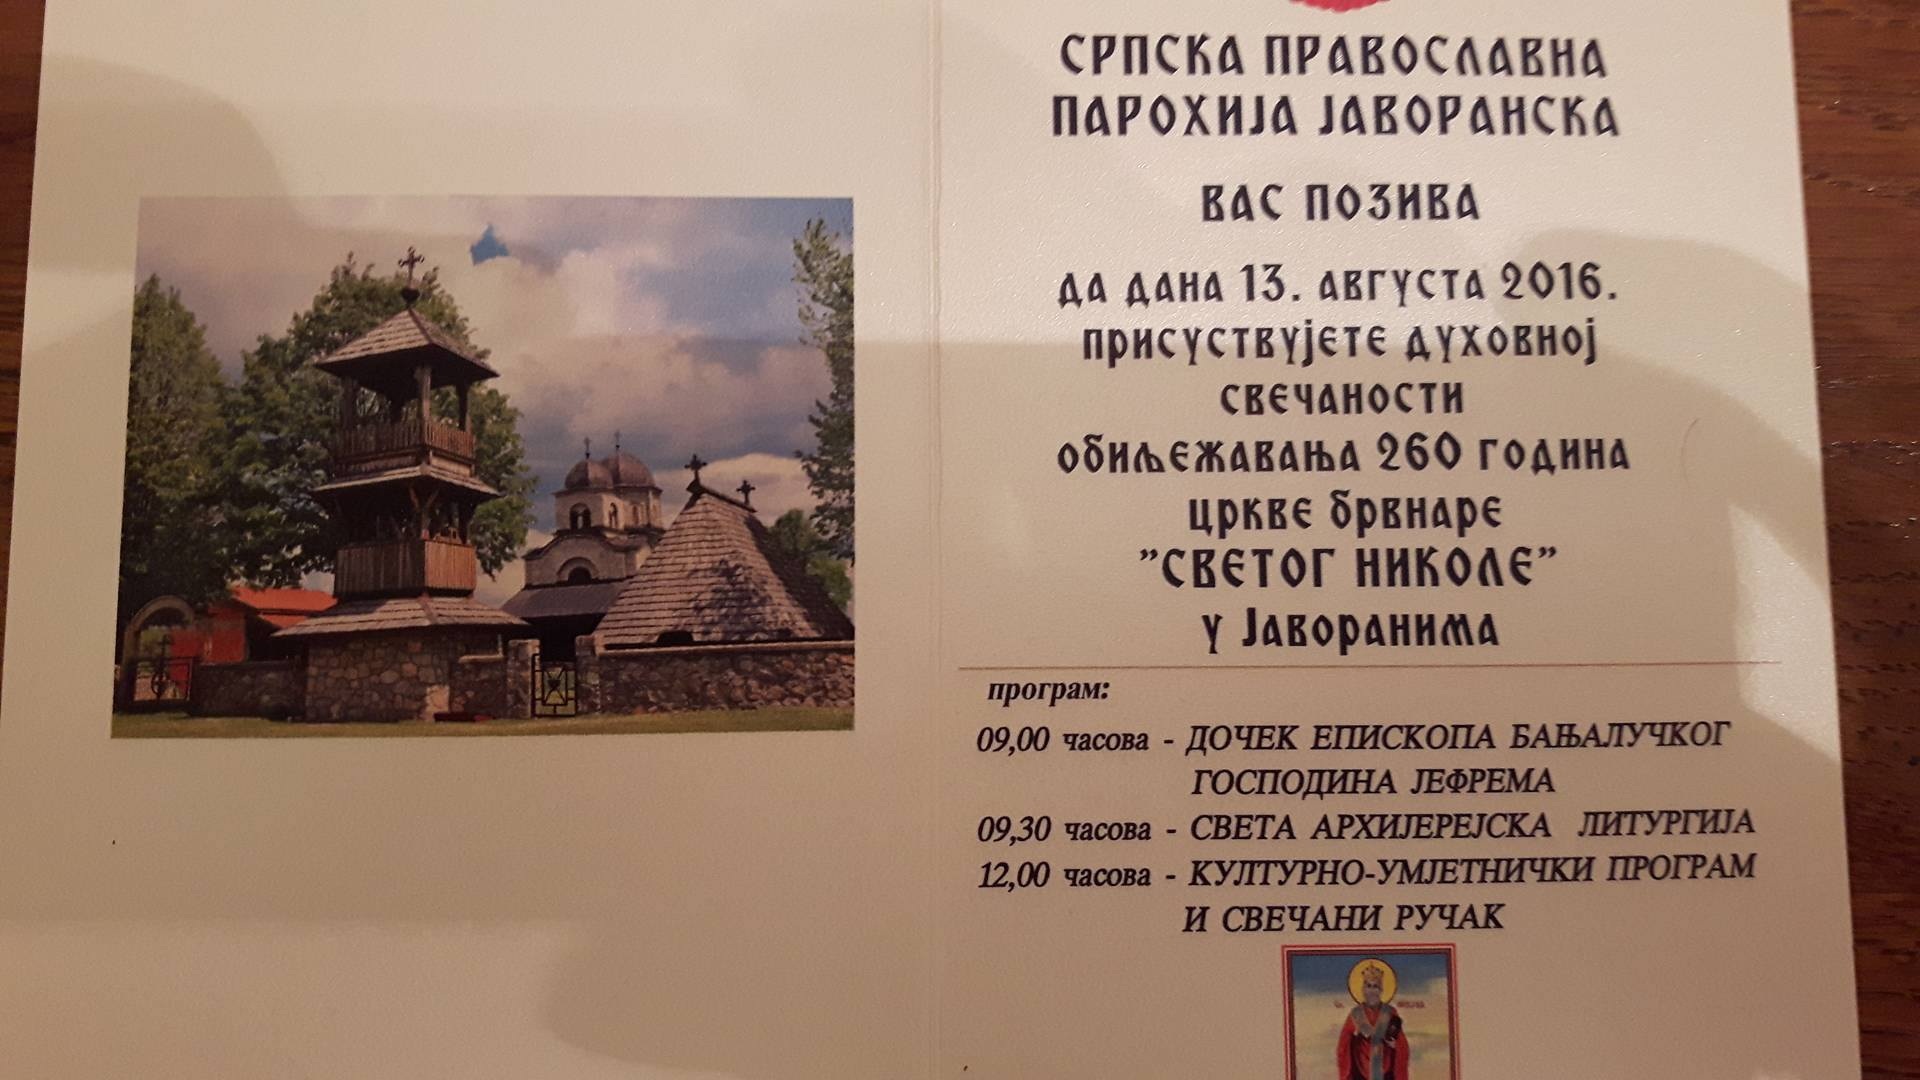 СРПСКА ПРАВОСЛАВНА
ПАРОХИЈА ЈАВОРАНСКА
ВАС ПОЗИВА
да дана 13. августа 2016.
присуствујете духовној
свечаности
обиљежавања 260 година
цркве брвнаре
"СВЕТОГ НИКОЛЕ"
у Јаворанима
програм:
09,00 часова - ДОЧЕК ЕПИСКОПА БАЊАЛУЧКОГ
ГОСПОДИНА ЈЕФРЕМА
09,30 часова - СВЕТА АРХИЈЕРЕЈСКА ЛИТУРГИЈА
12,00 часова - КУЛТУРНО-УМЈЕТНИЧКИ ПРОГРАМ
И СВЕЧАНИ РУЧАК